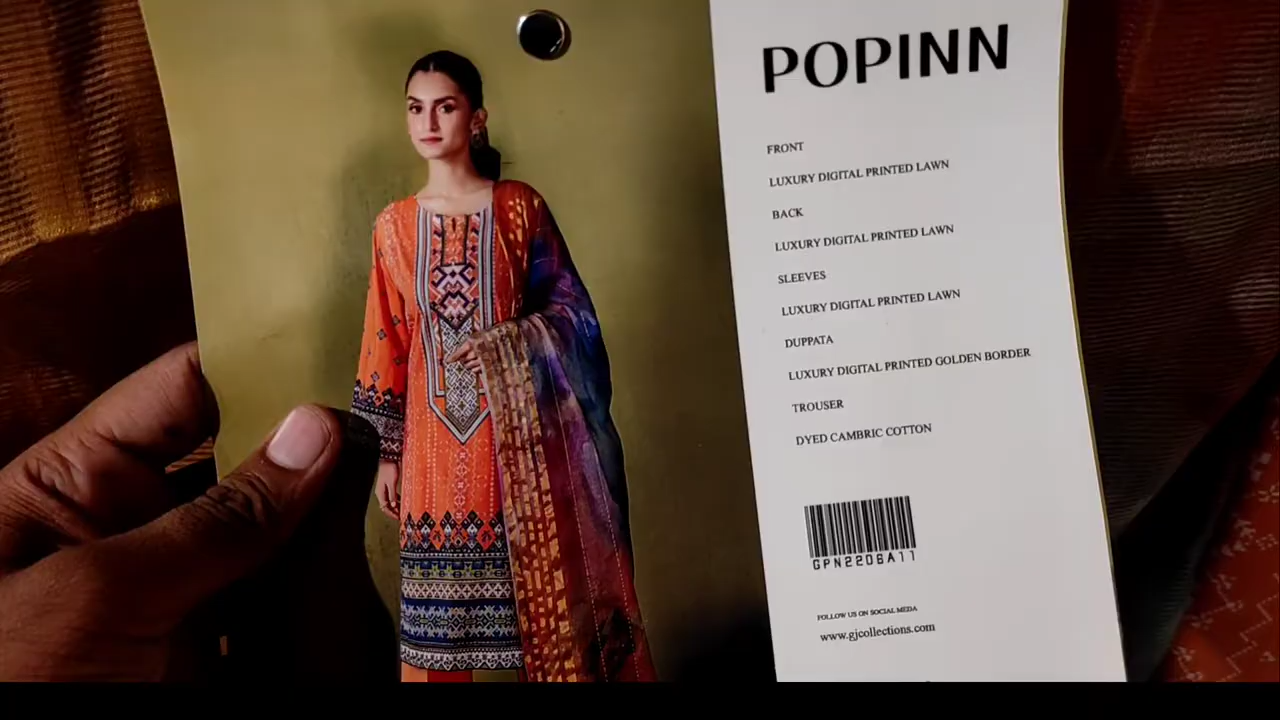 POPINN
FRONT
LUXURY DIGITAL PRINTED LAWN
BACK
LUXURY DIGITAL PRINTED LAWN
SLEEVES
LUXURY DIGITAL PRINTED LAWN
DUPPATA
LUXURY DIGITAL PRINTED GOLDEN BORDER
TROUSER
DYED CAMBRIC COTTON
GPN2206A11
FOLLOW US ON SOCIAL MEDA
www.gjcollections.com